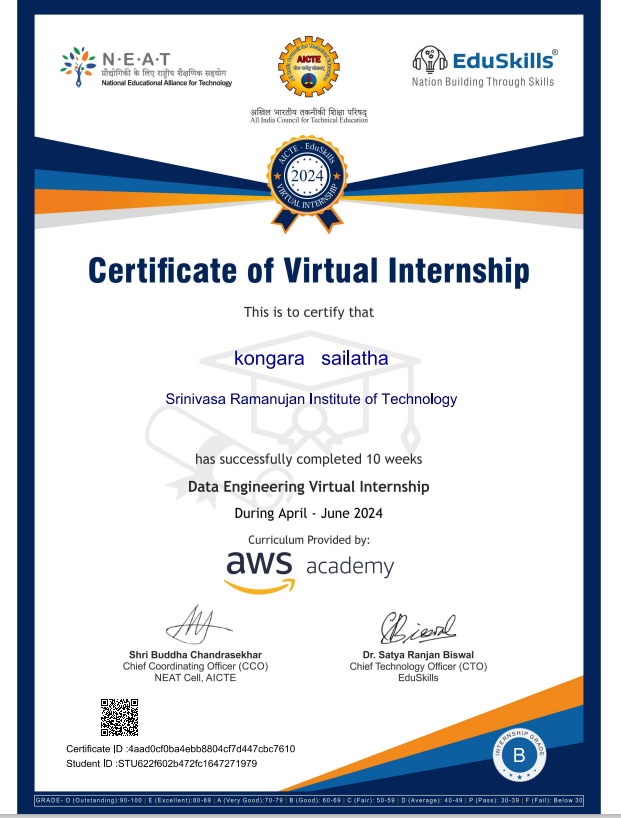 N·E·A·T
प्रौद्योगिकी के लिए राष्ट्रीय शैक्षणिक सहयोग
National Educational Alliance for Technology
AICTE
अखिल भारतीय तकनीकी शिक्षा परिषद्
All India Council for Technical Education
EduSkills®
Nation Building Through Skills
AICTE - EduSkills
2024
VIRTUAL INTERNSHIP
Certificate of Virtual Internship
This is to certify that
kongara sailatha
Srinivasa Ramanujan Institute of Technology
has successfully completed 10 weeks
Data Engineering Virtual Internship
During April - June 2024
Curriculum Provided by:
aws academy
Shri Buddha Chandrasekhar
Chief Coordinating Officer (CCO)
NEAT Cell, AICTE
Biswal
Dr. Satya Ranjan Biswal
Chief Technology Officer (CTO)
EduSkills
Certificate ID :4aad0cf0ba4ebb8804cf7d447cbc7610
Student ID :STU622f602b472fc1647271979
INTERNSHIP GRADE
B
GRADE- O (Outstanding):90-100 | E (Excellent):80-89 | A (Very Good):70-79 | B (Good): 60-69 | C (Fair): 50-59 | D (Average): 40-49 | P (Pass): 30-39 | F (Fail): Below 30